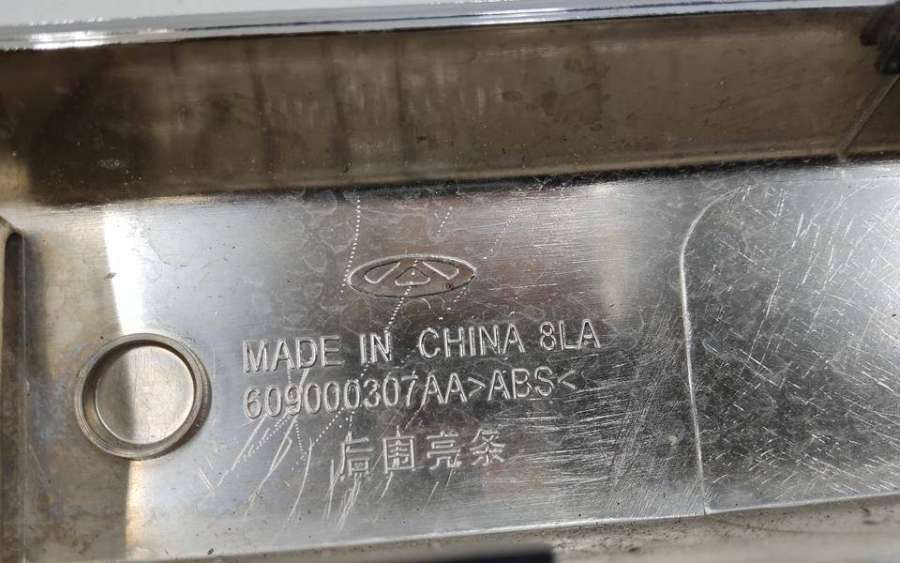 MADE IN CHINA 8LA
609000307AA>ABS<
后围亮条